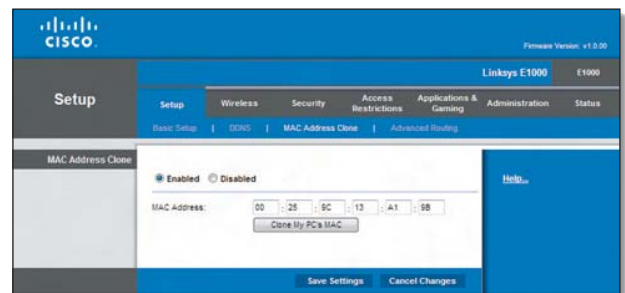 CISCO
Firmware Version: v1.0.00
Linksys E1000 E1000
Setup
Setup Wireless Security Access Restrictions Applications & Gaming Administration Status
Basic Setup | DDNS | MAC Address Clone | Advanced Routing
MAC Address Clone
Enabled Disabled
Help...
MAC Address: 00 : 25 : 9C : 13 : A1 : 9B
Clone My PC's MAC
Save Settings Cancel Changes